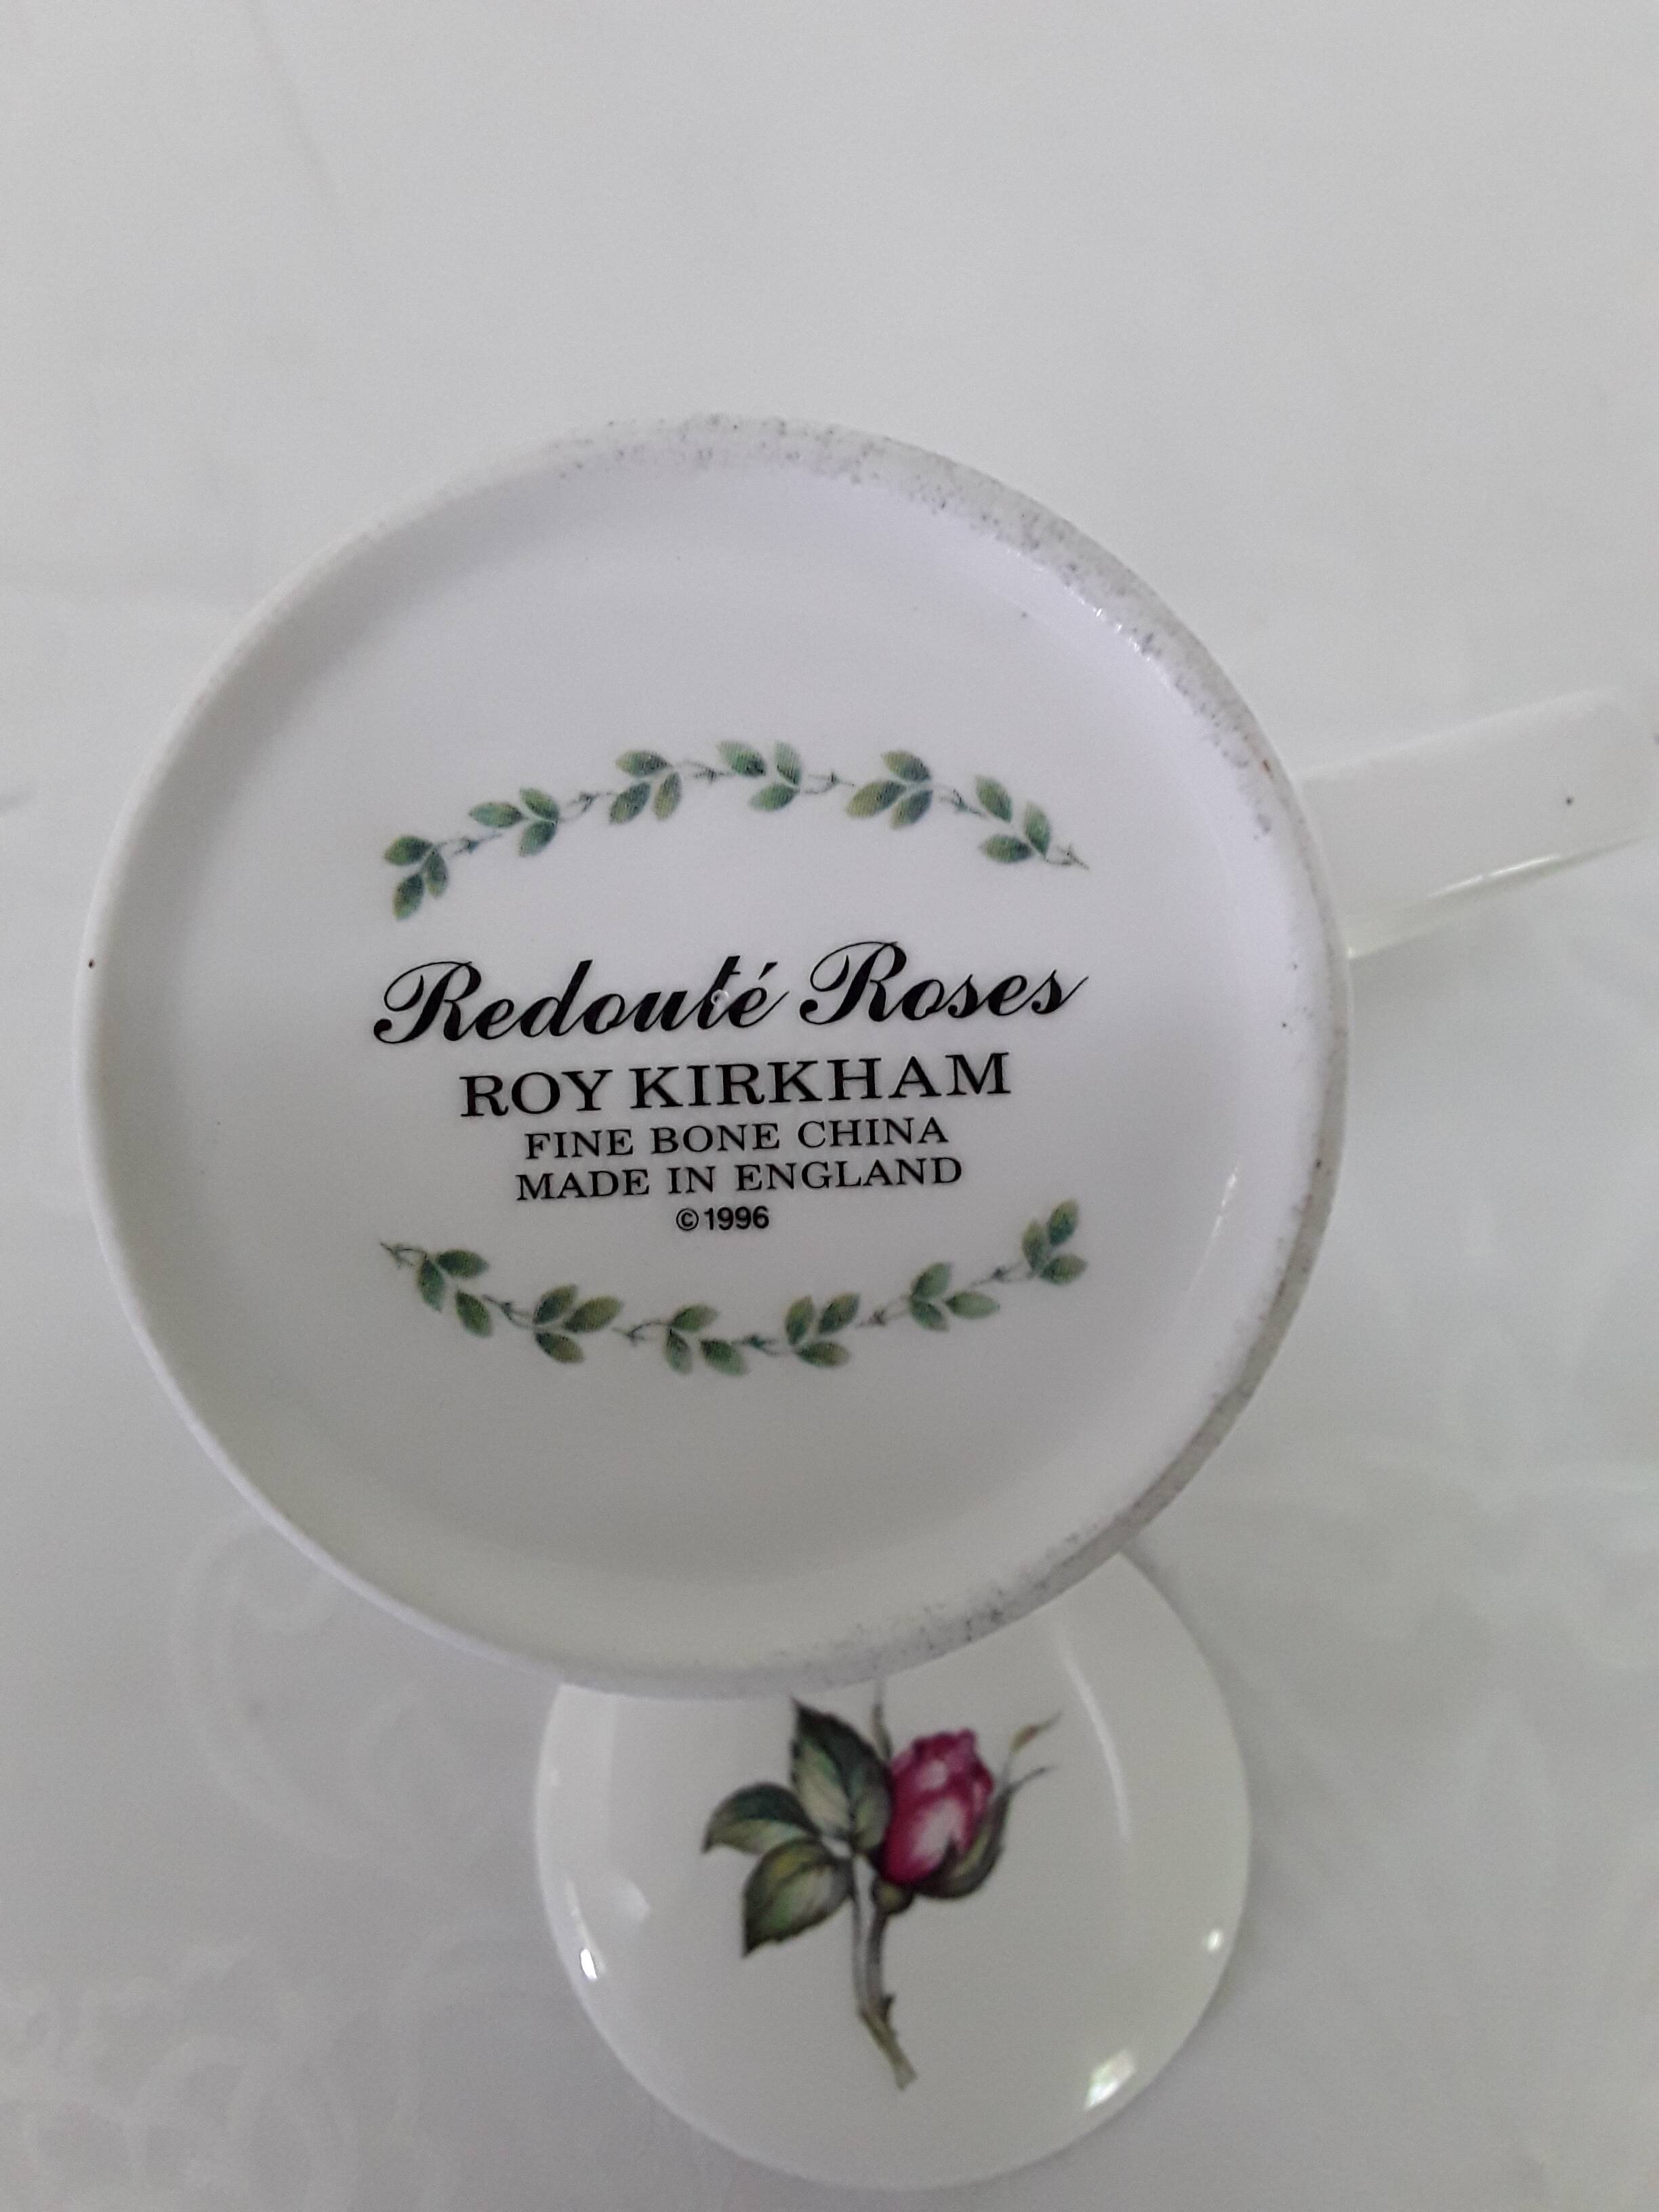 Redouté Roses
ROY KIRKHAM
FINE BONE CHINA
MADE IN ENGLAND
©1996